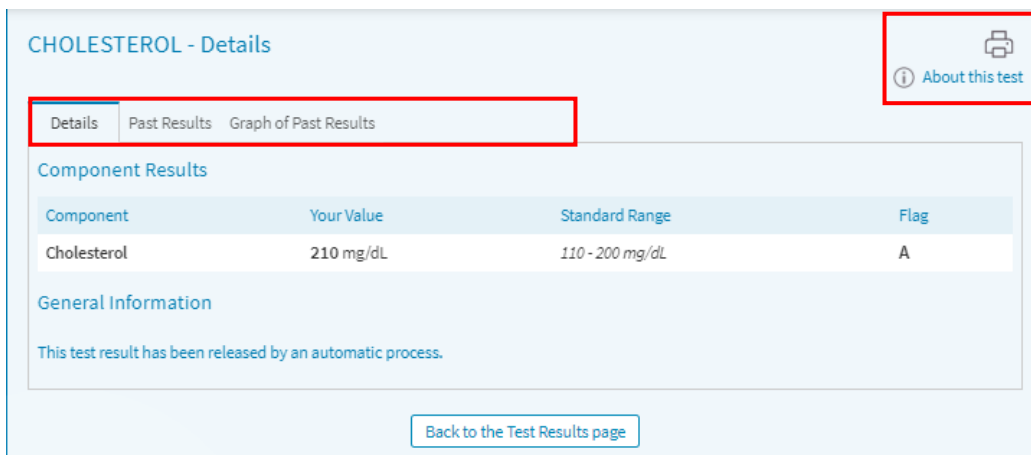 CHOLESTEROL - Details
About this test
Details Past Results Graph of Past Results
Component Results
Component Your Value Standard Range Flag
Cholesterol 210 mg/dL 110 - 200 mg/dL A
General Information
This test result has been released by an automatic process.
Back to the Test Results page